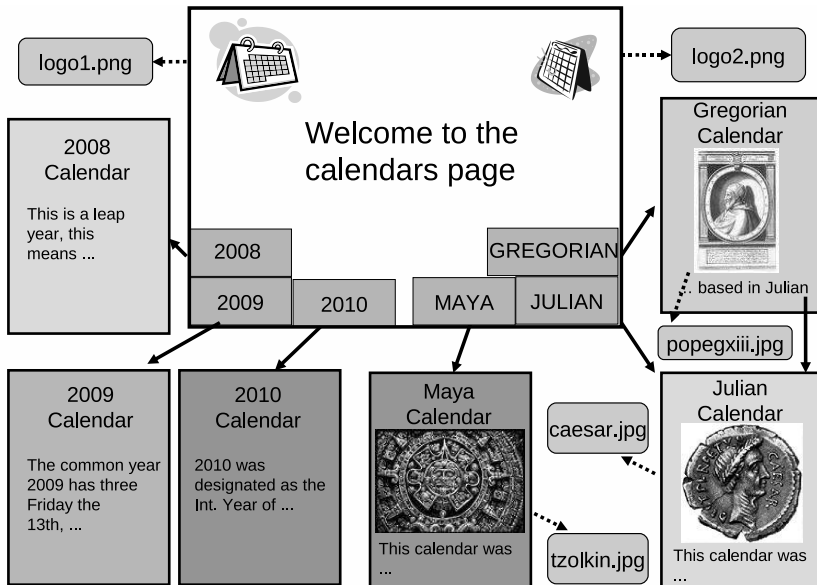 logo1.png
logo2.png
Welcome to the
calendars page
2008
2009
2010
MAYA
GREGORIAN
JULIAN
2008
Calendar
This is a leap
year, this
means ...
Gregorian
Calendar
... based in Julian
popegxiii.jpg
2009
Calendar
The common year
2009 has three
Friday the
13th, ...
2010
Calendar
2010 was
designated as the
Int. Year of ...
Maya
Calendar
This calendar was
...
tzolkin.jpg
caesar.jpg
Julian
Calendar
CAESAR
This calendar was
...